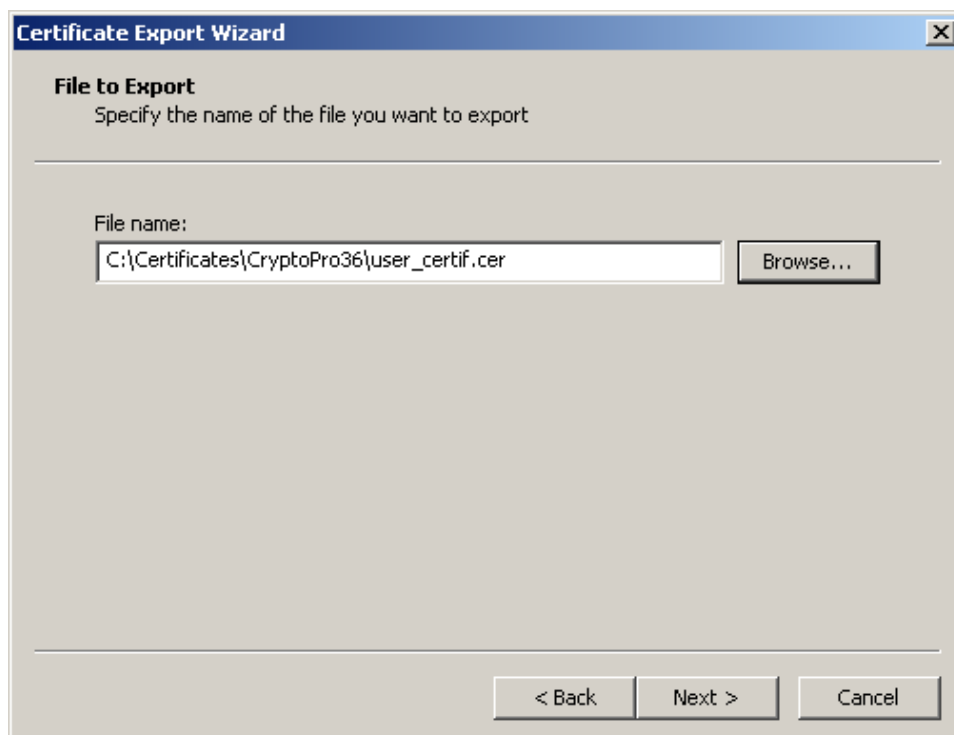 Certificate Export Wizard
File to Export
Specify the name of the file you want to export
File name:
C:\Certificates\CryptoPro36\user_certif.cer
Browse...
< Back
Next >
Cancel